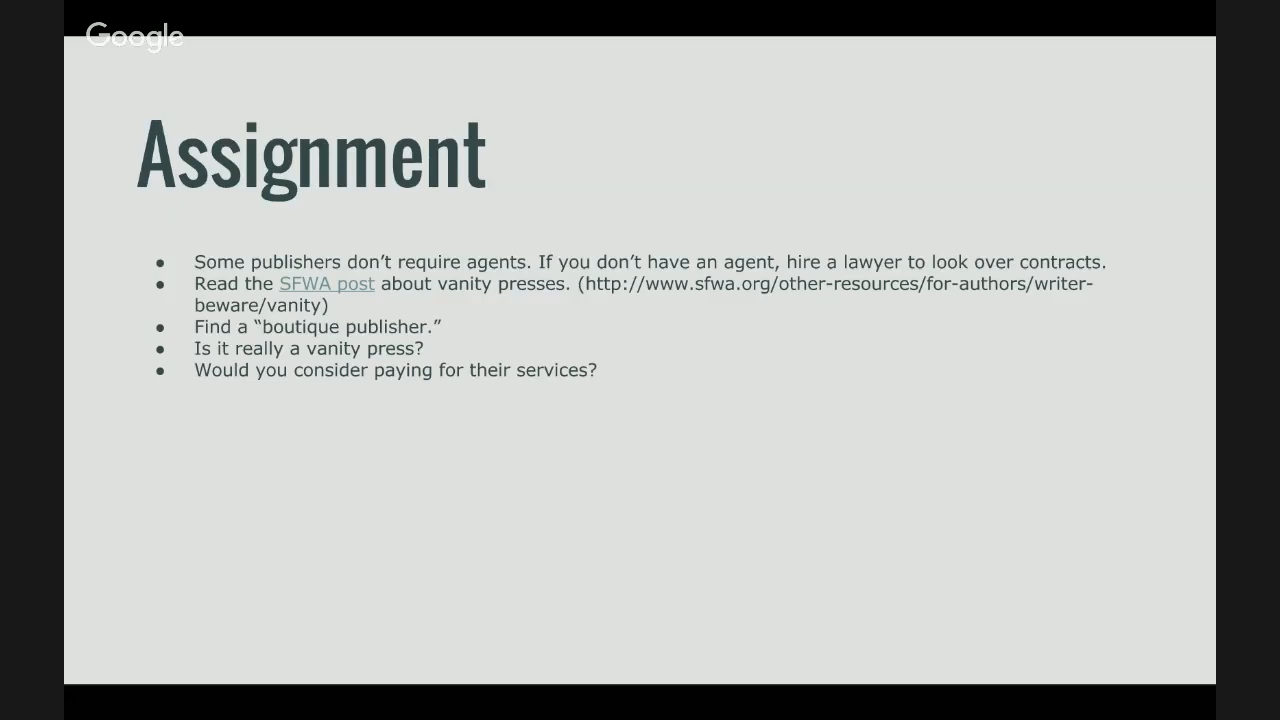 Google
Assignment
● Some publishers don’t require agents. If you don’t have an agent, hire a lawyer to look over contracts.
● Read the SFWA post about vanity presses. (http://www.sfwa.org/other-resources/for-authors/writer-
beware/vanity)
● Find a “boutique publisher.”
● Is it really a vanity press?
● Would you consider paying for their services?